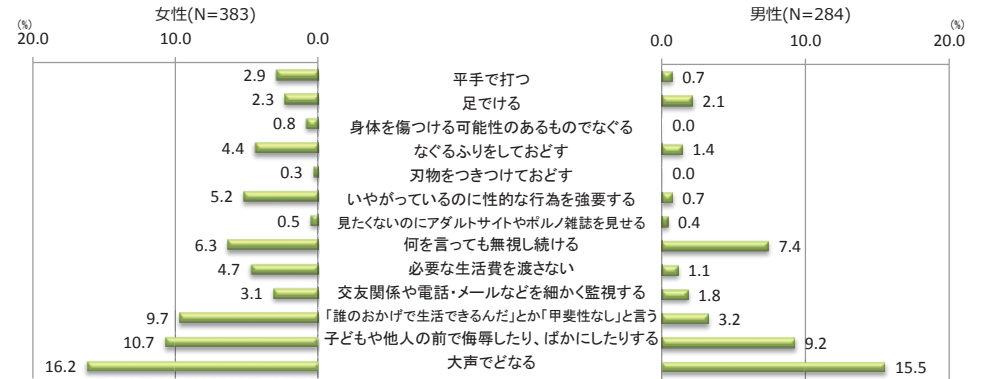 女性(N=383) 男性(N=284)
(%) (%)
20.0 10.0 0.0 0.0 10.0 20.0
2.9 平手で打つ 0.7
2.3 足でける 2.1
0.8 身体を傷つける可能性のあるものでなぐる 0.0
4.4 なぐるふりをしておどす 1.4
0.3 刃物をつきつけておどす 0.0
5.2 いやがっているのに性的な行為を強要する 0.7
0.5 見たくないのにアダルトサイトやポルノ雑誌を見せる 0.4
6.3 何を言っても無視し続ける 7.4
4.7 必要な生活費を渡さない 1.1
3.1 交友関係や電話・メールなどを細かく監視する 1.8
9.7 「誰のおかげで生活できるんだ」とか「甲斐性なし」と言う 3.2
10.7 子どもや他人の前で侮辱したり、ばかにしたりする 9.2
16.2 大声でどなる 15.5